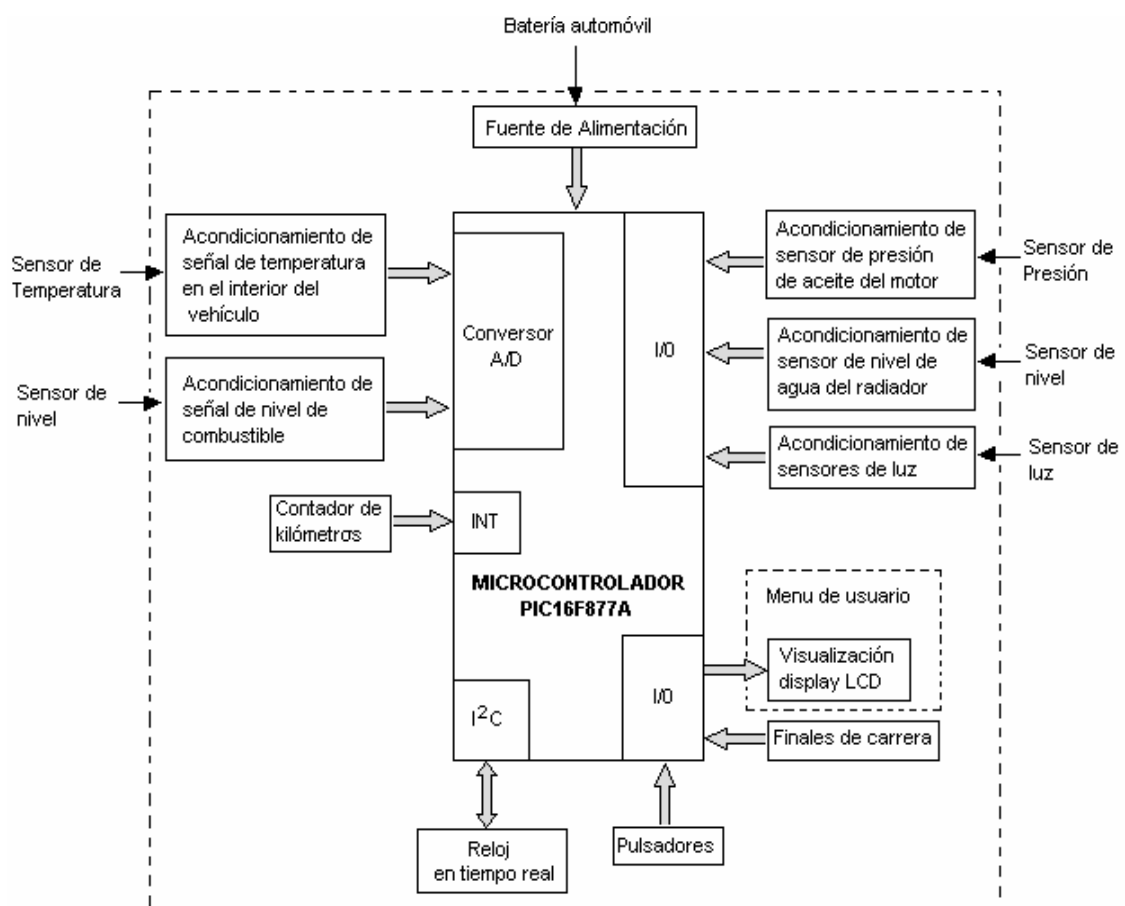 Batería automóvil
Fuente de Alimentación
Sensor de
Temperatura
Acondicionamiento de
señal de temperatura
en el interior del
vehículo
Sensor de
nivel
Acondicionamiento de
señal de nivel de
combustible
Conversor
A/D
I/0
Acondicionamiento de
sensor de presión
de aceite del motor
Sensor de
Presión
Acondicionamiento de
sensor de nivel de
agua del radiador
Sensor de
nivel
Acondicionamiento de
sensores de luz
Sensor de
luz
Contador de
kilómetros
INT
MICROCONTROLADOR
PIC16F877A
Menu de usuario
Visualización
display LCD
I²C
I/0
Finales de carrera
Reloj
en tiempo real
Pulsadores